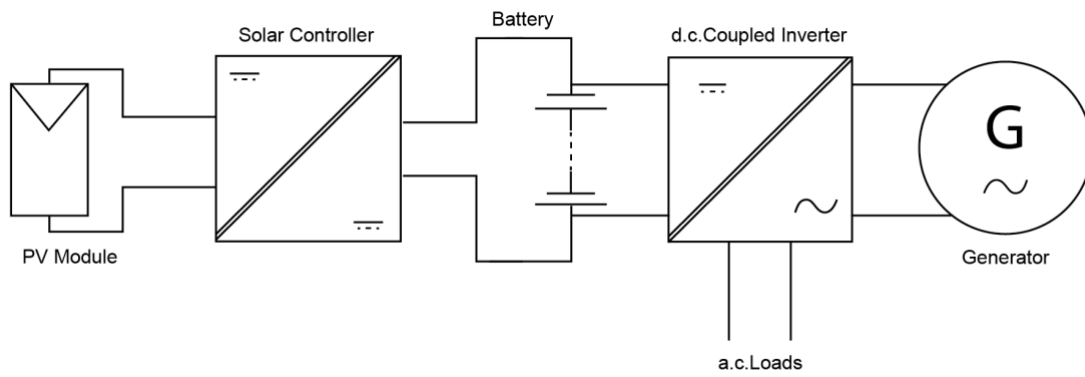 Battery
Solar Controller
d.c.Coupled Inverter
G
PV Module
Generator
a.c.Loads